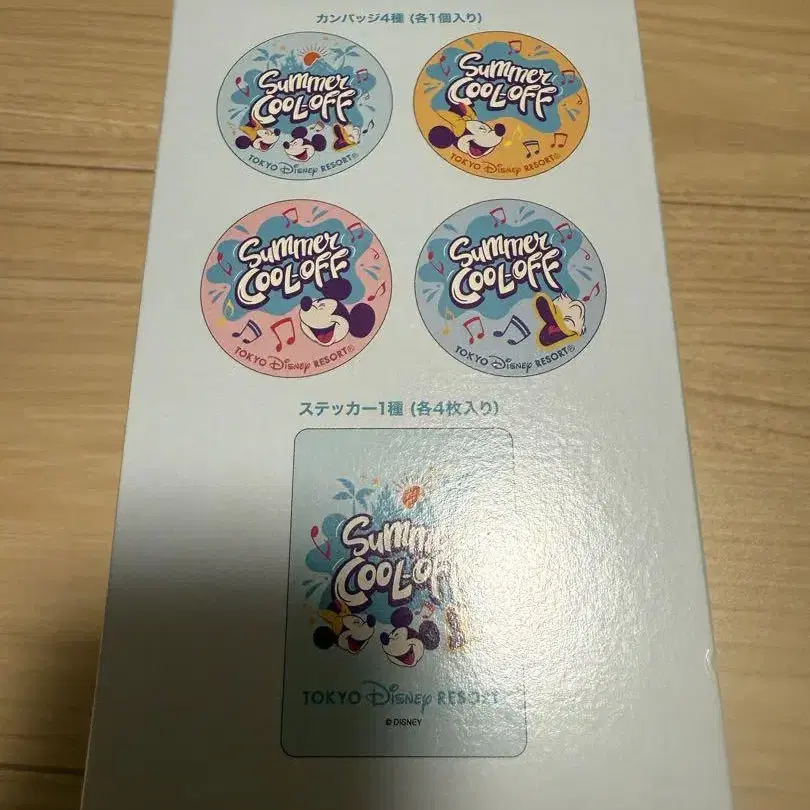 カンバッジ4種 (各1個入り)
Summer
COOL-OFF
TOKYO Disney RESORT®
Summer
COOL-OFF
TOKYO Disney RESORT®
Summer
COOL-OFF
TOKYO Disney RESORT®
Summer
COOL-OFF
TOKYO Disney RESORT®
ステッカー1種 (各4枚入り)
Summer
COOL-OFF
TOKYO Disney RESORT
© DISNEY